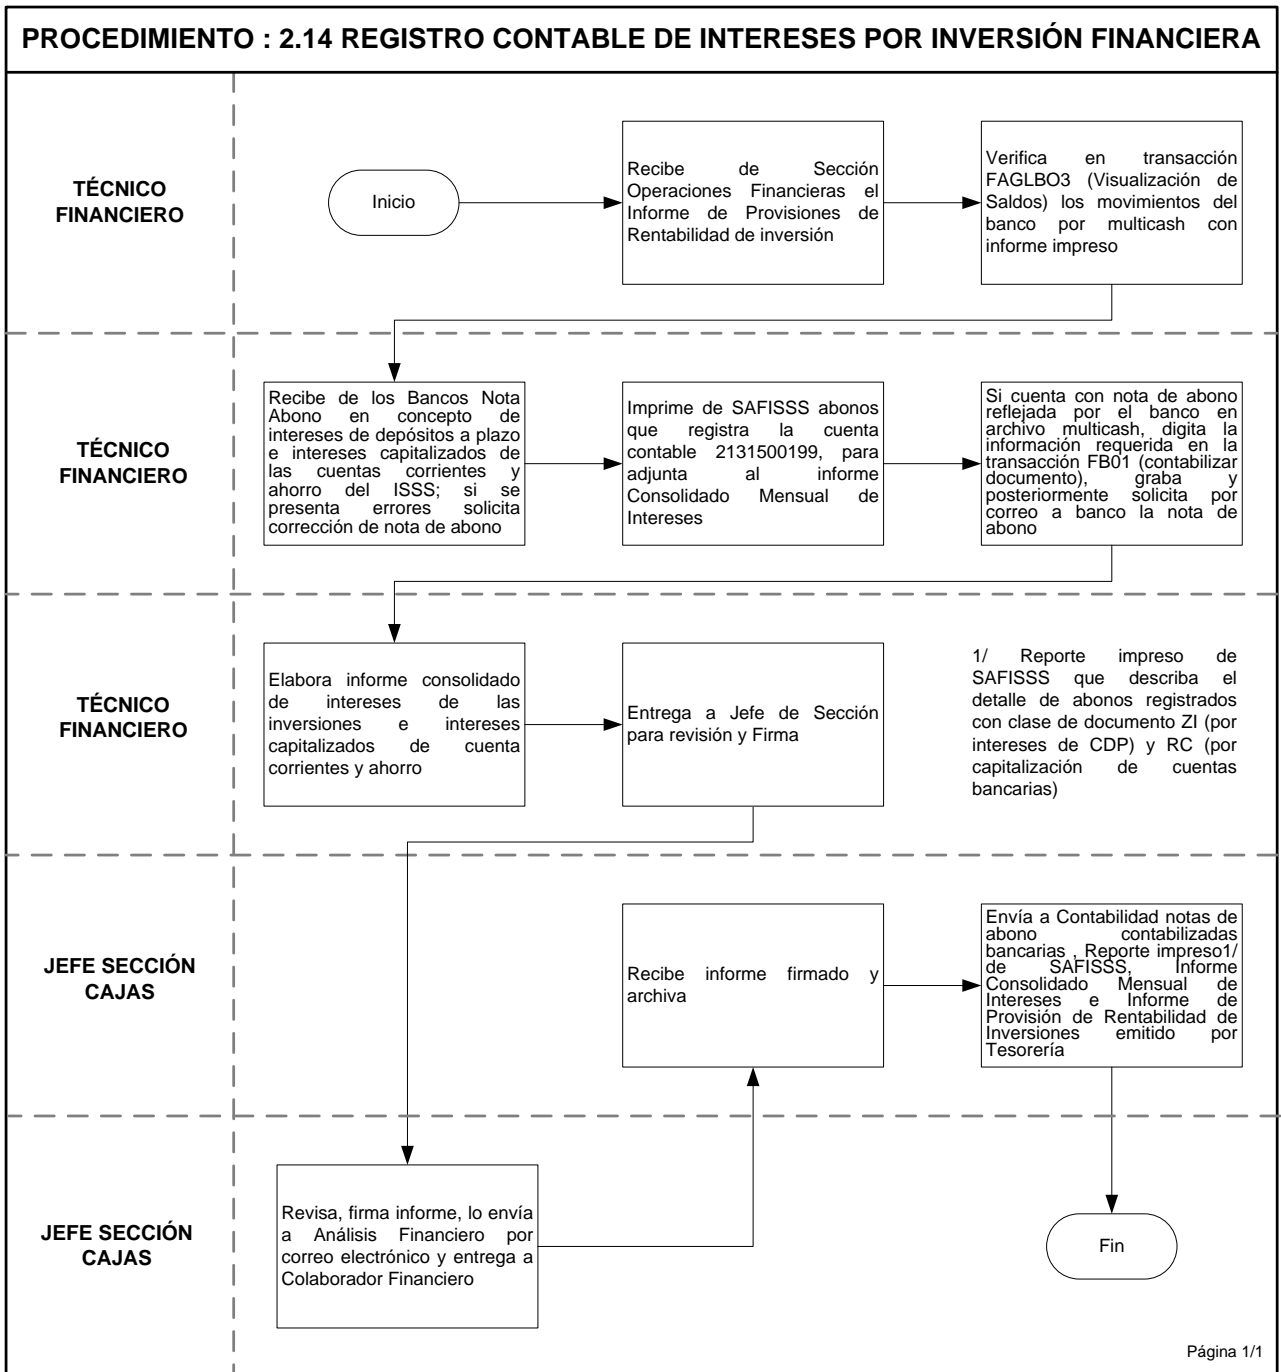 PROCEDIMIENTO : 2.14 REGISTRO CONTABLE DE INTERESES POR INVERSIÓN FINANCIERA
TÉCNICO
FINANCIERO
Inicio
Recibe de Sección
Operaciones Financieras el
Informe de Provisiones de
Rentabilidad de inversión
Verifica en transacción
FAGLBO3 (Visualización de
Saldos) los movimientos del
banco por multicash con
informe impreso
TÉCNICO
FINANCIERO
Recibe de los Bancos Nota
Abono en concepto de
intereses de depósitos a plazo
e intereses capitalizados de
las cuentas corrientes y
ahorro del ISSS; si se
presenta errores solicita
corrección de nota de abono
Imprime de SAFISSS abonos
que registra la cuenta
contable 2131500199, para
adjunta al informe
Consolidado Mensual de
Intereses
Si cuenta con nota de abono
reflejada por el banco en
archivo multicash, digita la
información requerida en la
transacción FB01 (contabilizar
documento), graba y
posteriormente solicita por
correo a banco la nota de
abono
TÉCNICO
FINANCIERO
Elabora informe consolidado
de intereses de las
inversiones e intereses
capitalizados de cuenta
corrientes y ahorro
Entrega a Jefe de Sección
para revisión y Firma
1/ Reporte impreso de
SAFISSS que describa el
detalle de abonos registrados
con clase de documento ZI (por
intereses de CDP) y RC (por
capitalización de cuentas
bancarias)
JEFE SECCIÓN
CAJAS
Recibe informe firmado y
archiva
Envía a Contabilidad notas de
abono contabilizadas
bancarias , Reporte impreso1/
de SAFISSS, Informe
Consolidado Mensual de
Intereses e Informe de
Provisión de Rentabilidad de
Inversiones emitido por
Tesorería
JEFE SECCIÓN
CAJAS
Revisa, firma informe, lo envía
a Análisis Financiero por
correo electrónico y entrega a
Colaborador Financiero
Fin
Página 1/1